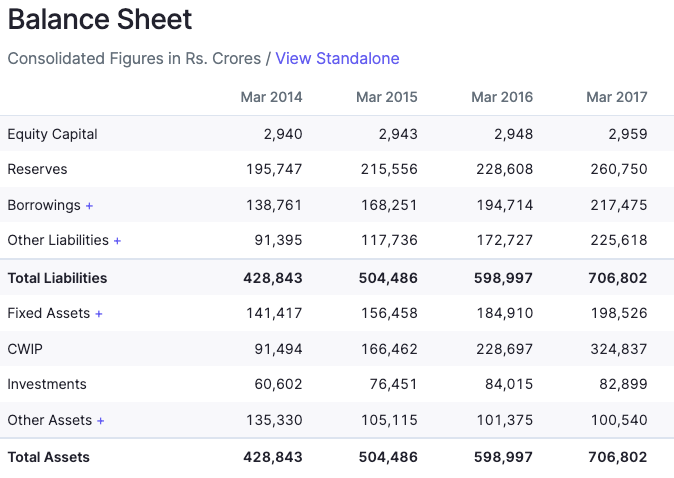 Balance Sheet
Consolidated Figures in Rs. Crores / View Standalone
Mar 2014 Mar 2015 Mar 2016 Mar 2017
Equity Capital 2,940 2,943 2,948 2,959
Reserves 195,747 215,556 228,608 260,750
Borrowings + 138,761 168,251 194,714 217,475
Other Liabilities + 91,395 117,736 172,727 225,618
Total Liabilities 428,843 504,486 598,997 706,802
Fixed Assets + 141,417 156,458 184,910 198,526
CWIP 91,494 166,462 228,697 324,837
Investments 60,602 76,451 84,015 82,899
Other Assets + 135,330 105,115 101,375 100,540
Total Assets 428,843 504,486 598,997 706,802